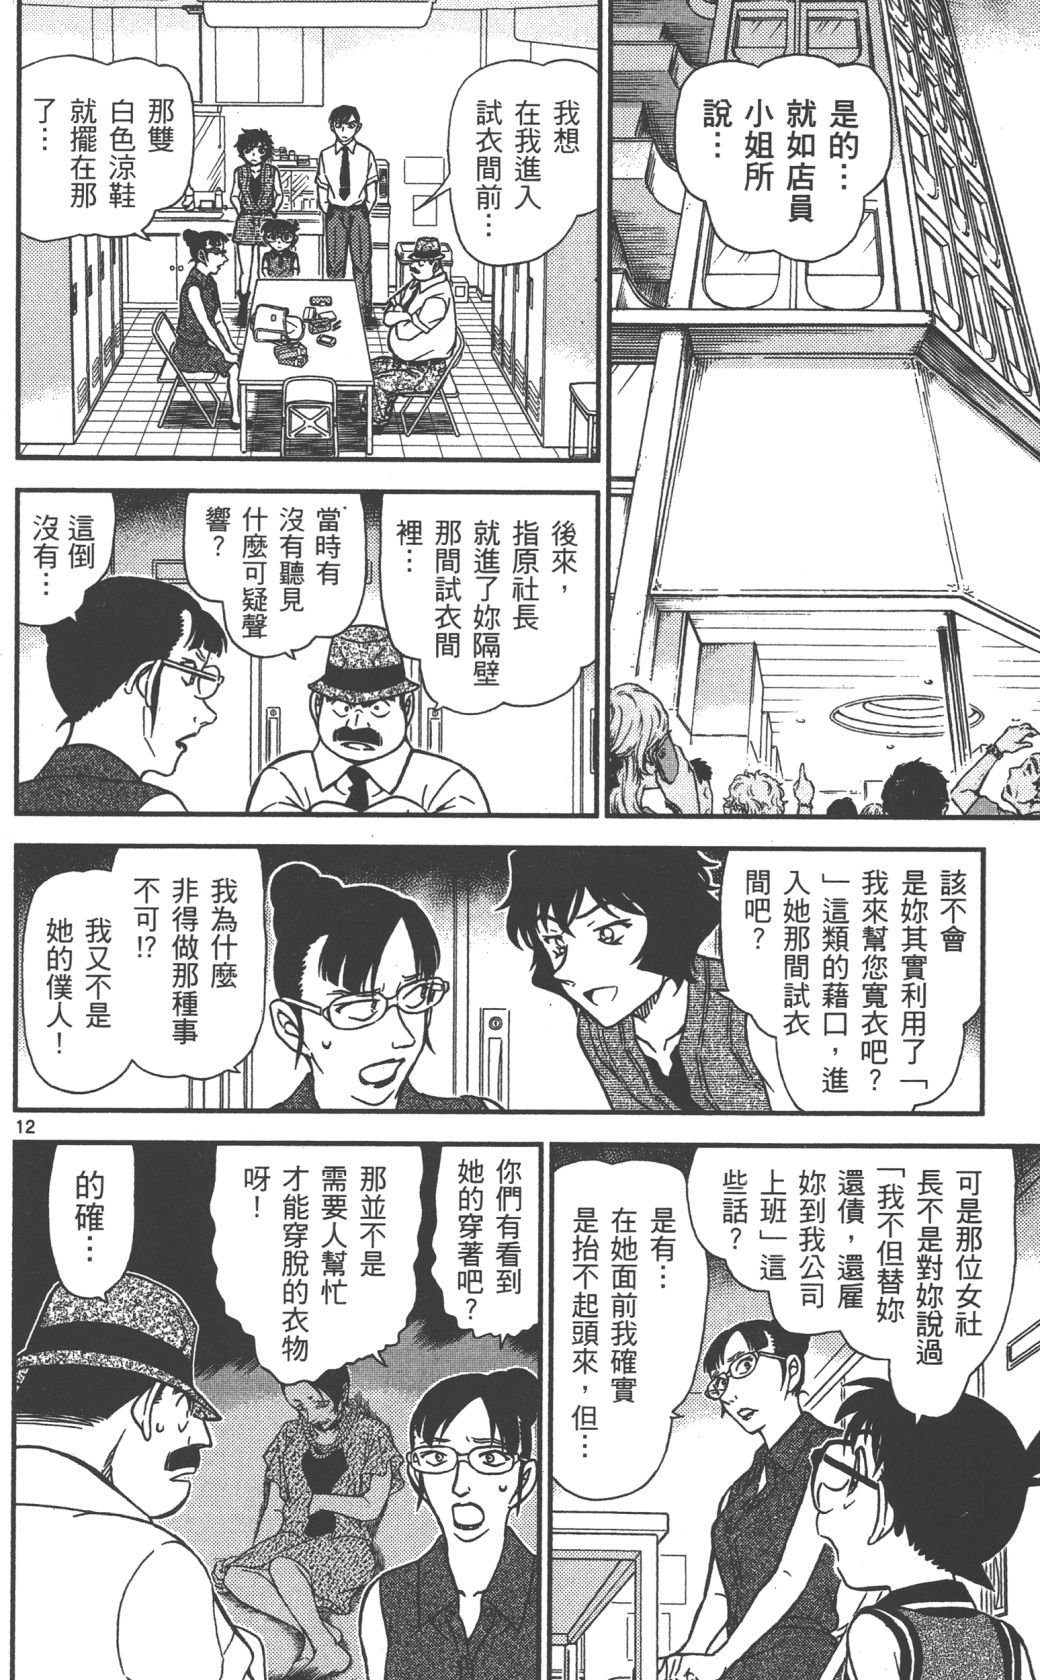 是的…
就如店員
小姐所
說…
我想
在我進入
試衣間前…
那雙
白色涼鞋
就擺在那
了…
後來，
指原社長
就進了妳隔壁
那間試衣間
裡…
當時有
沒有聽見
什麼可疑聲
響？
這倒
沒有…
該不會
是妳其實利用了「
我來幫您寬衣吧？
」這類的藉口，進
入她那間試衣
間吧？
我為什麼
非得做那種事
不可!?
我又不是
她的僕人！
12
可是那位女社
長不是對妳說過
「我不但替妳
還債，還雇
妳到我公司
上班」這
些話？
是有…
在她面前我確實
是抬不起頭來，但…
你們有看到
她的穿著吧？
那並不是
需要人幫忙
才能穿脫的衣物
呀！
的確…